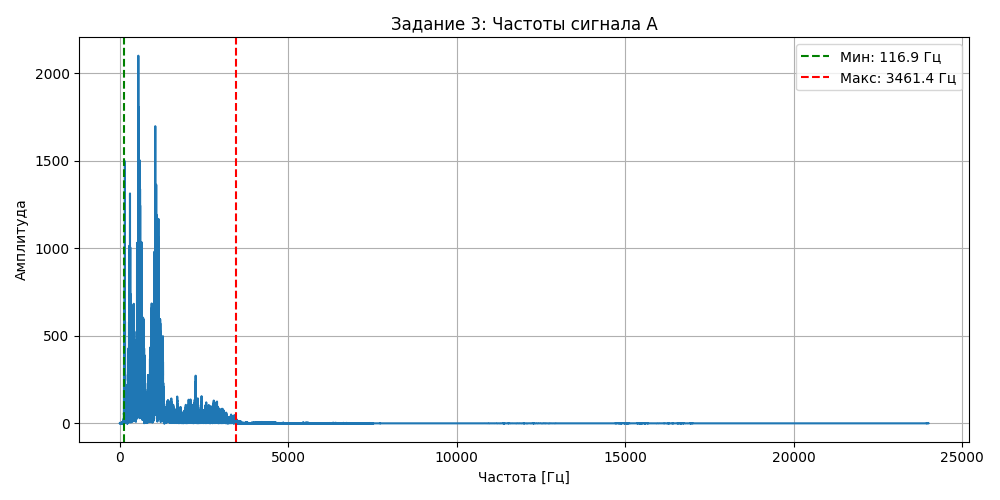 Задание 3: Частоты сигнала A
Мин: 116.9 Гц
Макс: 3461.4 Гц
Амплитуда
2000
1500
1000
500
0
0 5000 10000 15000 20000 25000
Частота [Гц]